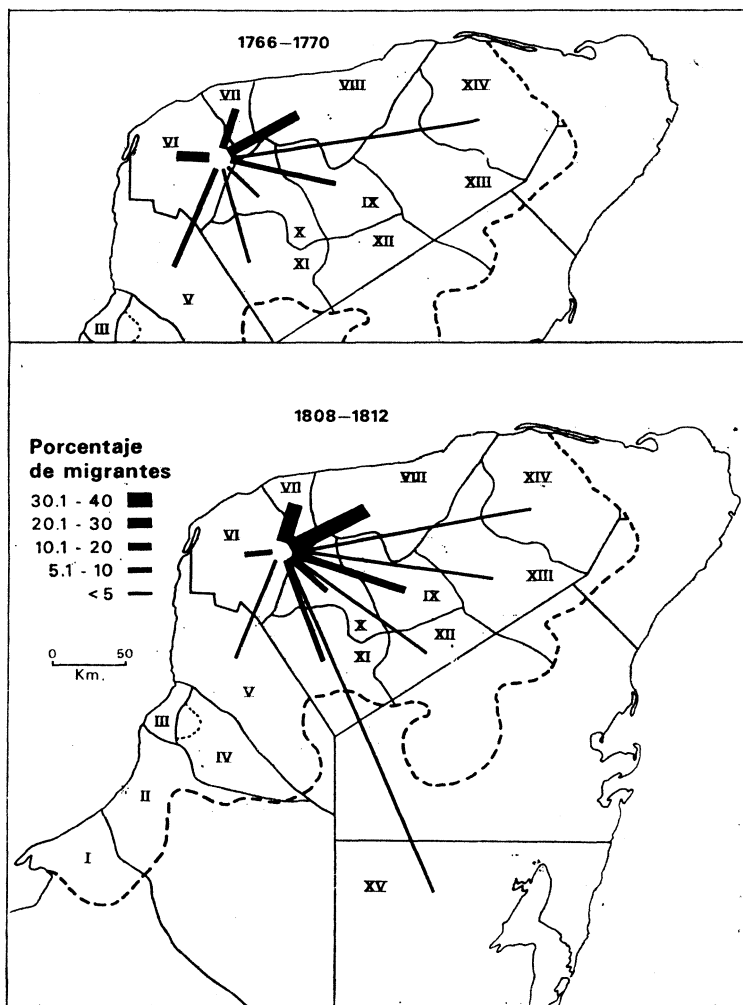 1766–1770
VII
VIII
XIV
VI
XIII
IX
X
XII
XI
V
III
1808–1812
Porcentaje
de migrantes
30.1 - 40
20.1 - 30
10.1 - 20
5.1 - 10
<5
0 50
Km.
VIII
XIV
VII
VI
XIII
IX
X
XII
XI
V
III
IV
II
I
XV